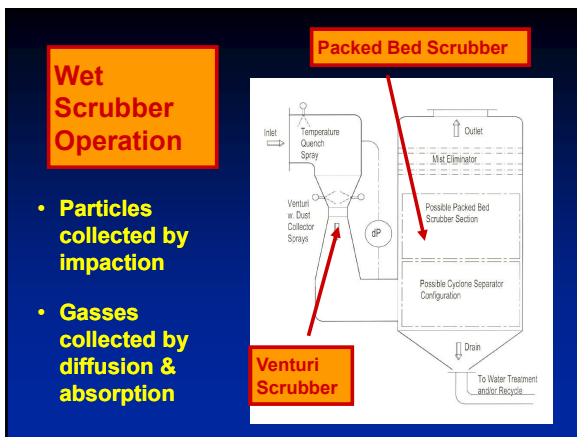 Packed Bed Scrubber
Wet
Scrubber
Operation
• Particles
collected by
impaction
• Gasses
collected by
diffusion &
absorption
Inlet
Temperature
Quench
Spray
Venturi
w. Dust
Collector
Sprays
dP
Outlet
Mist Eliminator
Possible Packed Bed
Scrubber Section
Possible Cyclone Separator
Configuration
Drain
To Water Treatment
and/or Recycle
Venturi
Scrubber